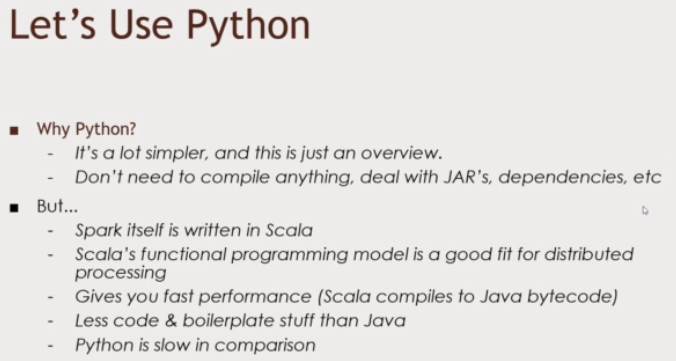 Let's Use Python
■ Why Python?
- It's a lot simpler, and this is just an overview.
- Don't need to compile anything, deal with JAR's, dependencies, etc
■ But...
- Spark itself is written in Scala
- Scala's functional programming model is a good fit for distributed
processing
- Gives you fast performance (Scala compiles to Java bytecode)
- Less code & boilerplate stuff than Java
- Python is slow in comparison